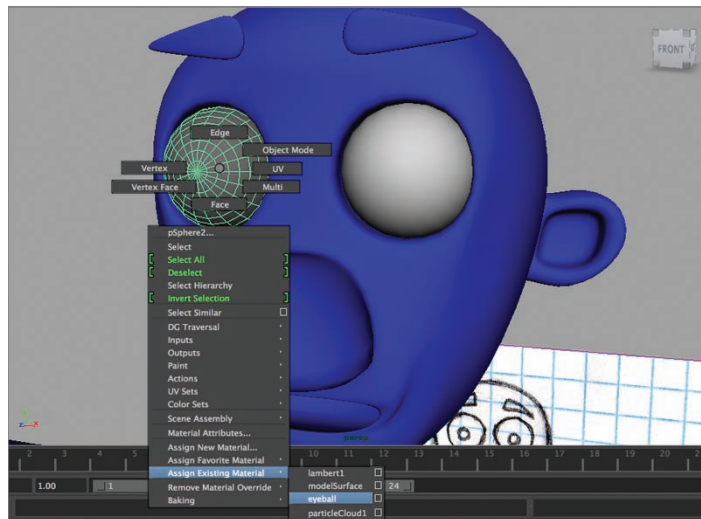 FRONT
Edge
Object Mode
Vertex
UV
Vertex Face
Multi
Face
pSphere2...
Select
Select All
Deselect
Select Hierarchy
Invert Selection
Select Similar
DG Traversal
Inputs
Outputs
Paint
Actions
UV Sets
Color Sets
Scene Assembly
Material Attributes...
Assign New Material...
Assign Favorite Material
Assign Existing Material
Remove Material Override
Baking
lambert1
modelSurface
eyeball
particleCloud1
persp
y
z x
2 3 4 5 10 11 12 13 14 15 16 17 18 19
1.00 1 24